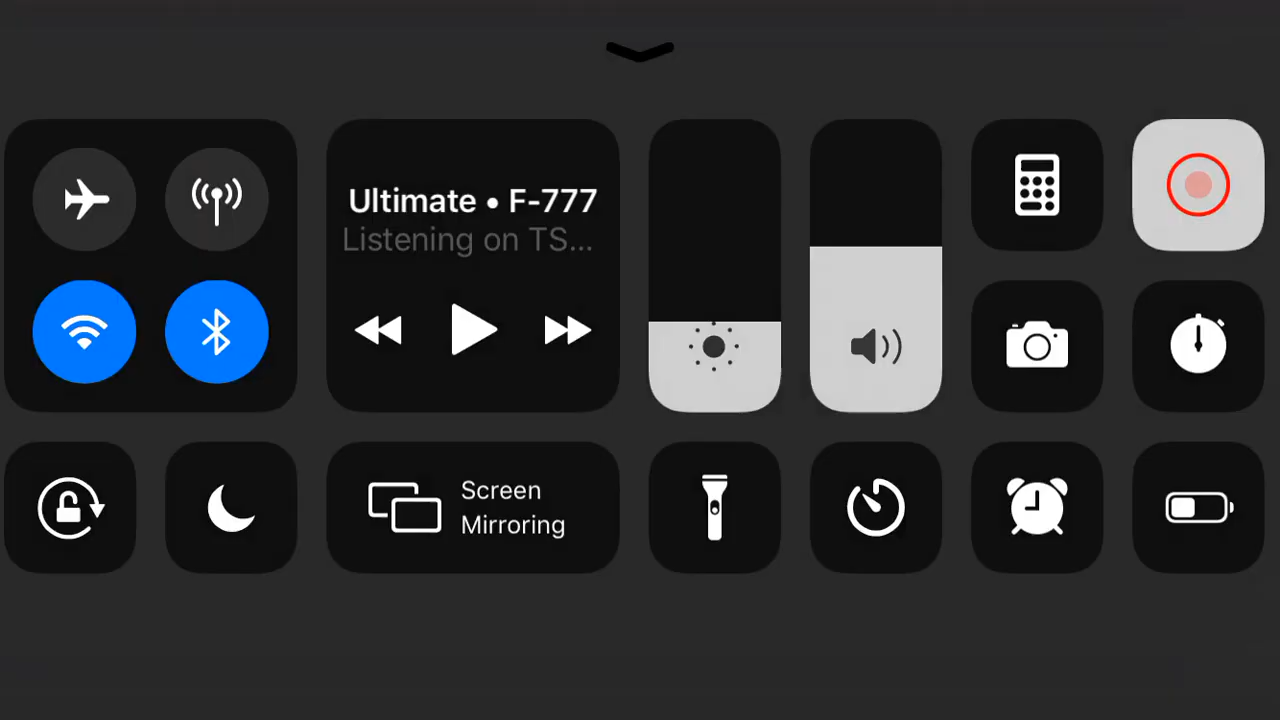 Ultimate • F-777
Listening on TS...
Screen
Mirroring